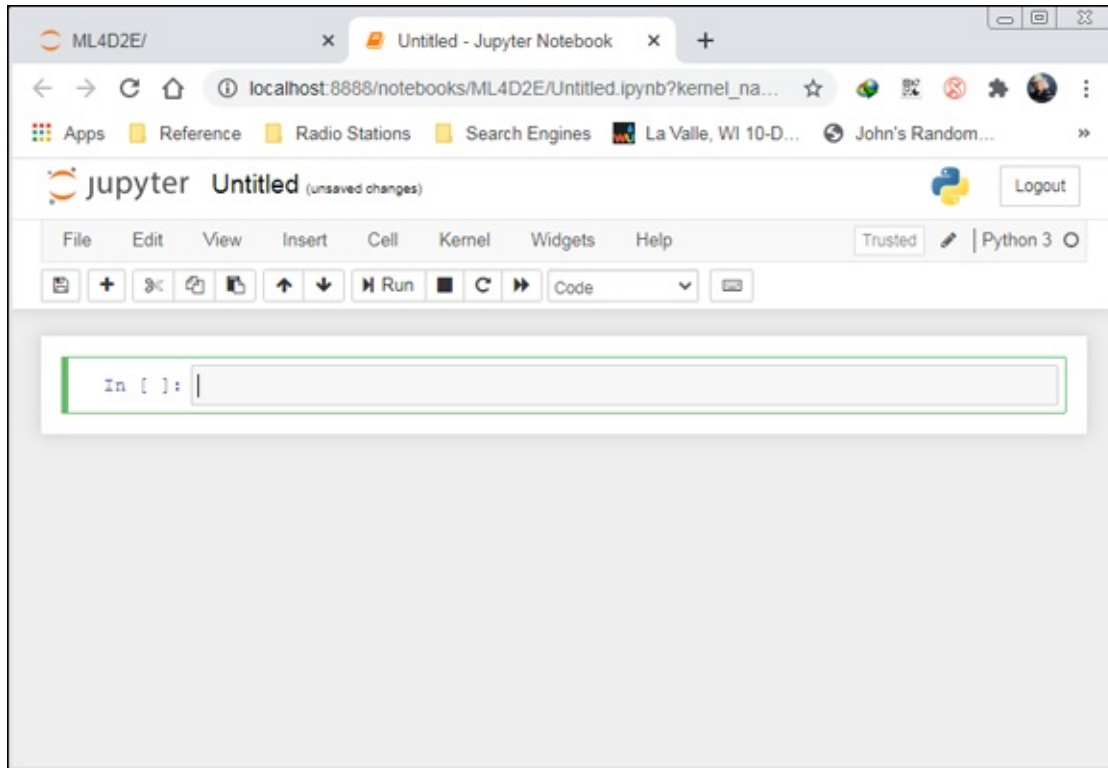 ML4D2E/ Untitled - Jupyter Notebook
localhost:8888/notebooks/ML4D2E/Untitled.ipynb?kernel_na...
Apps Reference Radio Stations Search Engines La Valle, WI 10-D... John's Random... »
jupyter Untitled (unsaved changes) Logout
File Edit View Insert Cell Kernel Widgets Help Trusted Python 3
Run Code
In [ ]: